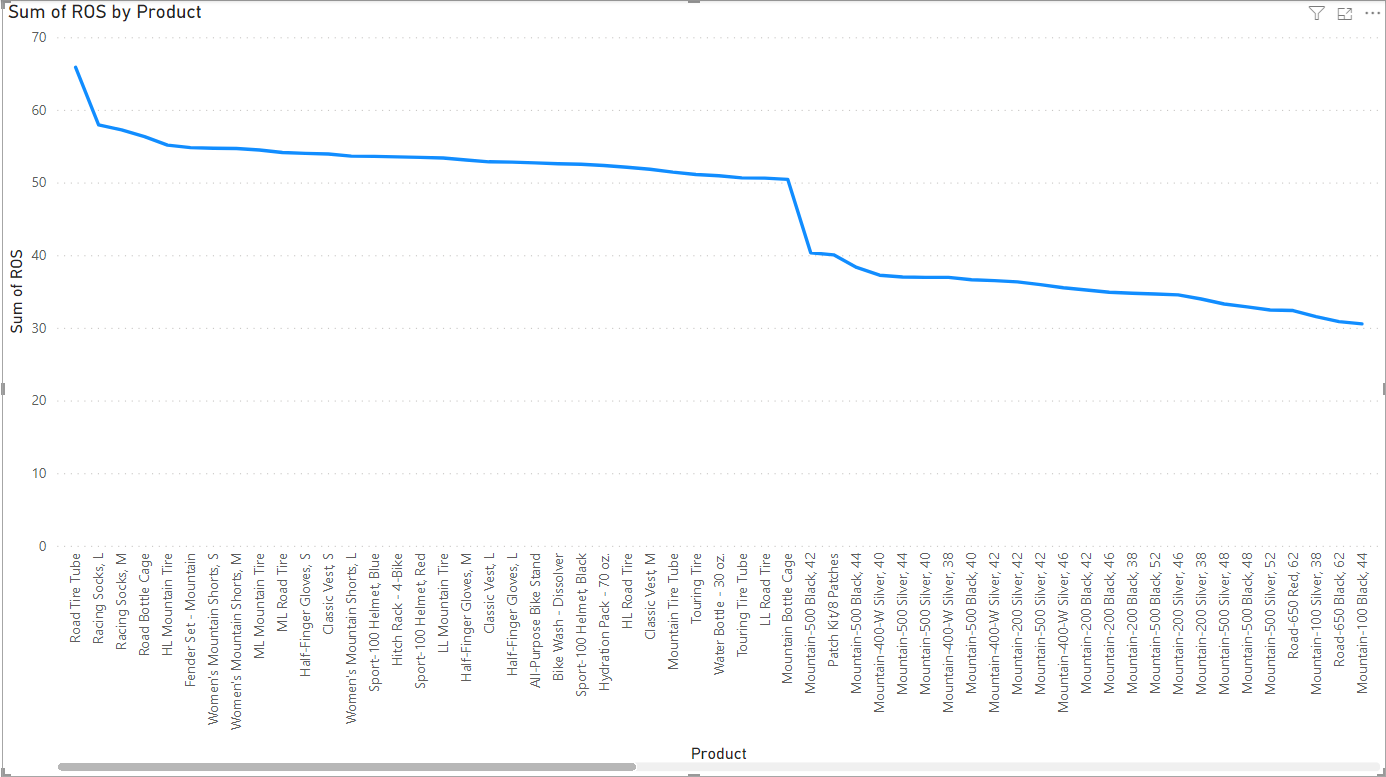 Sum of ROS by Product
70
60
50
40
30
20
10
0
Sum of ROS
Road Tire Tube
Racing Socks, L
Racing Socks, M
Road Bottle Cage
HL Mountain Tire
Fender Set - Mountain
Women's Mountain Shorts, S
Women's Mountain Shorts, M
ML Mountain Tire
ML Road Tire
Half-Finger Gloves, S
Classic Vest, S
Women's Mountain Shorts, L
Sport-100 Helmet, Blue
Hitch Rack - 4-Bike
Sport-100 Helmet, Red
LL Mountain Tire
Half-Finger Gloves, M
Classic Vest, L
Half-Finger Gloves, L
All-Purpose Bike Stand
Bike Wash - Dissolver
Sport-100 Helmet, Black
Hydration Pack - 70 oz.
HL Road Tire
Classic Vest, M
Mountain Tire Tube
Touring Tire
Water Bottle - 30 oz.
Touring Tire Tube
LL Road Tire
Mountain Bottle Cage
Mountain-500 Black, 42
Patch Kit/8 Patches
Mountain-500 Black, 44
Mountain-400-W Silver, 40
Mountain-500 Silver, 44
Mountain-500 Silver, 40
Mountain-400-W Silver, 38
Mountain-500 Black, 40
Mountain-400-W Silver, 42
Mountain-200 Silver, 42
Mountain-500 Silver, 42
Mountain-400-W Silver, 46
Mountain-200 Black, 42
Mountain-200 Black, 46
Mountain-200 Black, 38
Mountain-500 Black, 52
Mountain-200 Silver, 46
Mountain-200 Silver, 38
Mountain-500 Silver, 48
Mountain-500 Black, 48
Mountain-500 Silver, 52
Road-650 Red, 62
Mountain-100 Silver, 38
Road-650 Black, 62
Mountain-100 Black, 44
Product